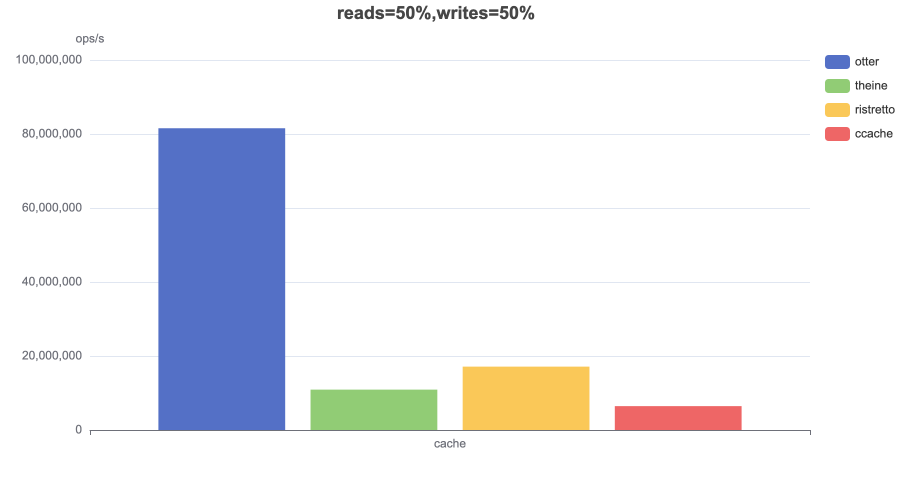 reads=50%,writes=50%
ops/s
100,000,000
80,000,000
60,000,000
40,000,000
20,000,000
0
cache
otter
theine
ristretto
ccache